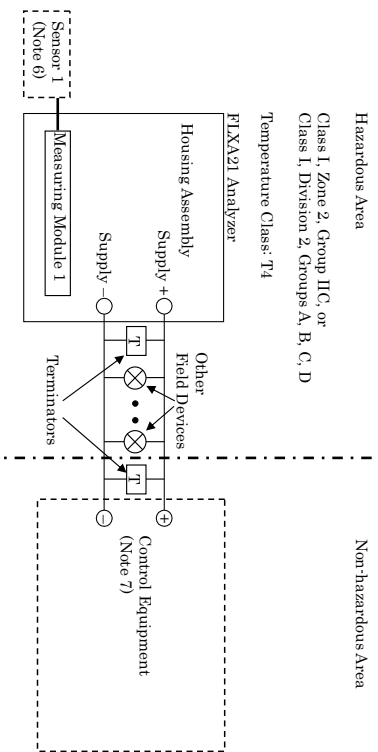 Hazardous Area
Non-hazardous Area
Class I, Zone 2, Group IIC, or
Class I, Division 2, Groups A, B, C, D
Temperature Class: T4
FLXA21 Analyzer
Housing Assembly
Supply +
Supply –
Measuring Module 1
Sensor 1
(Note 6)
Other
Field Devices
T
T
Terminators
+
–
Control Equipment
(Note 7)